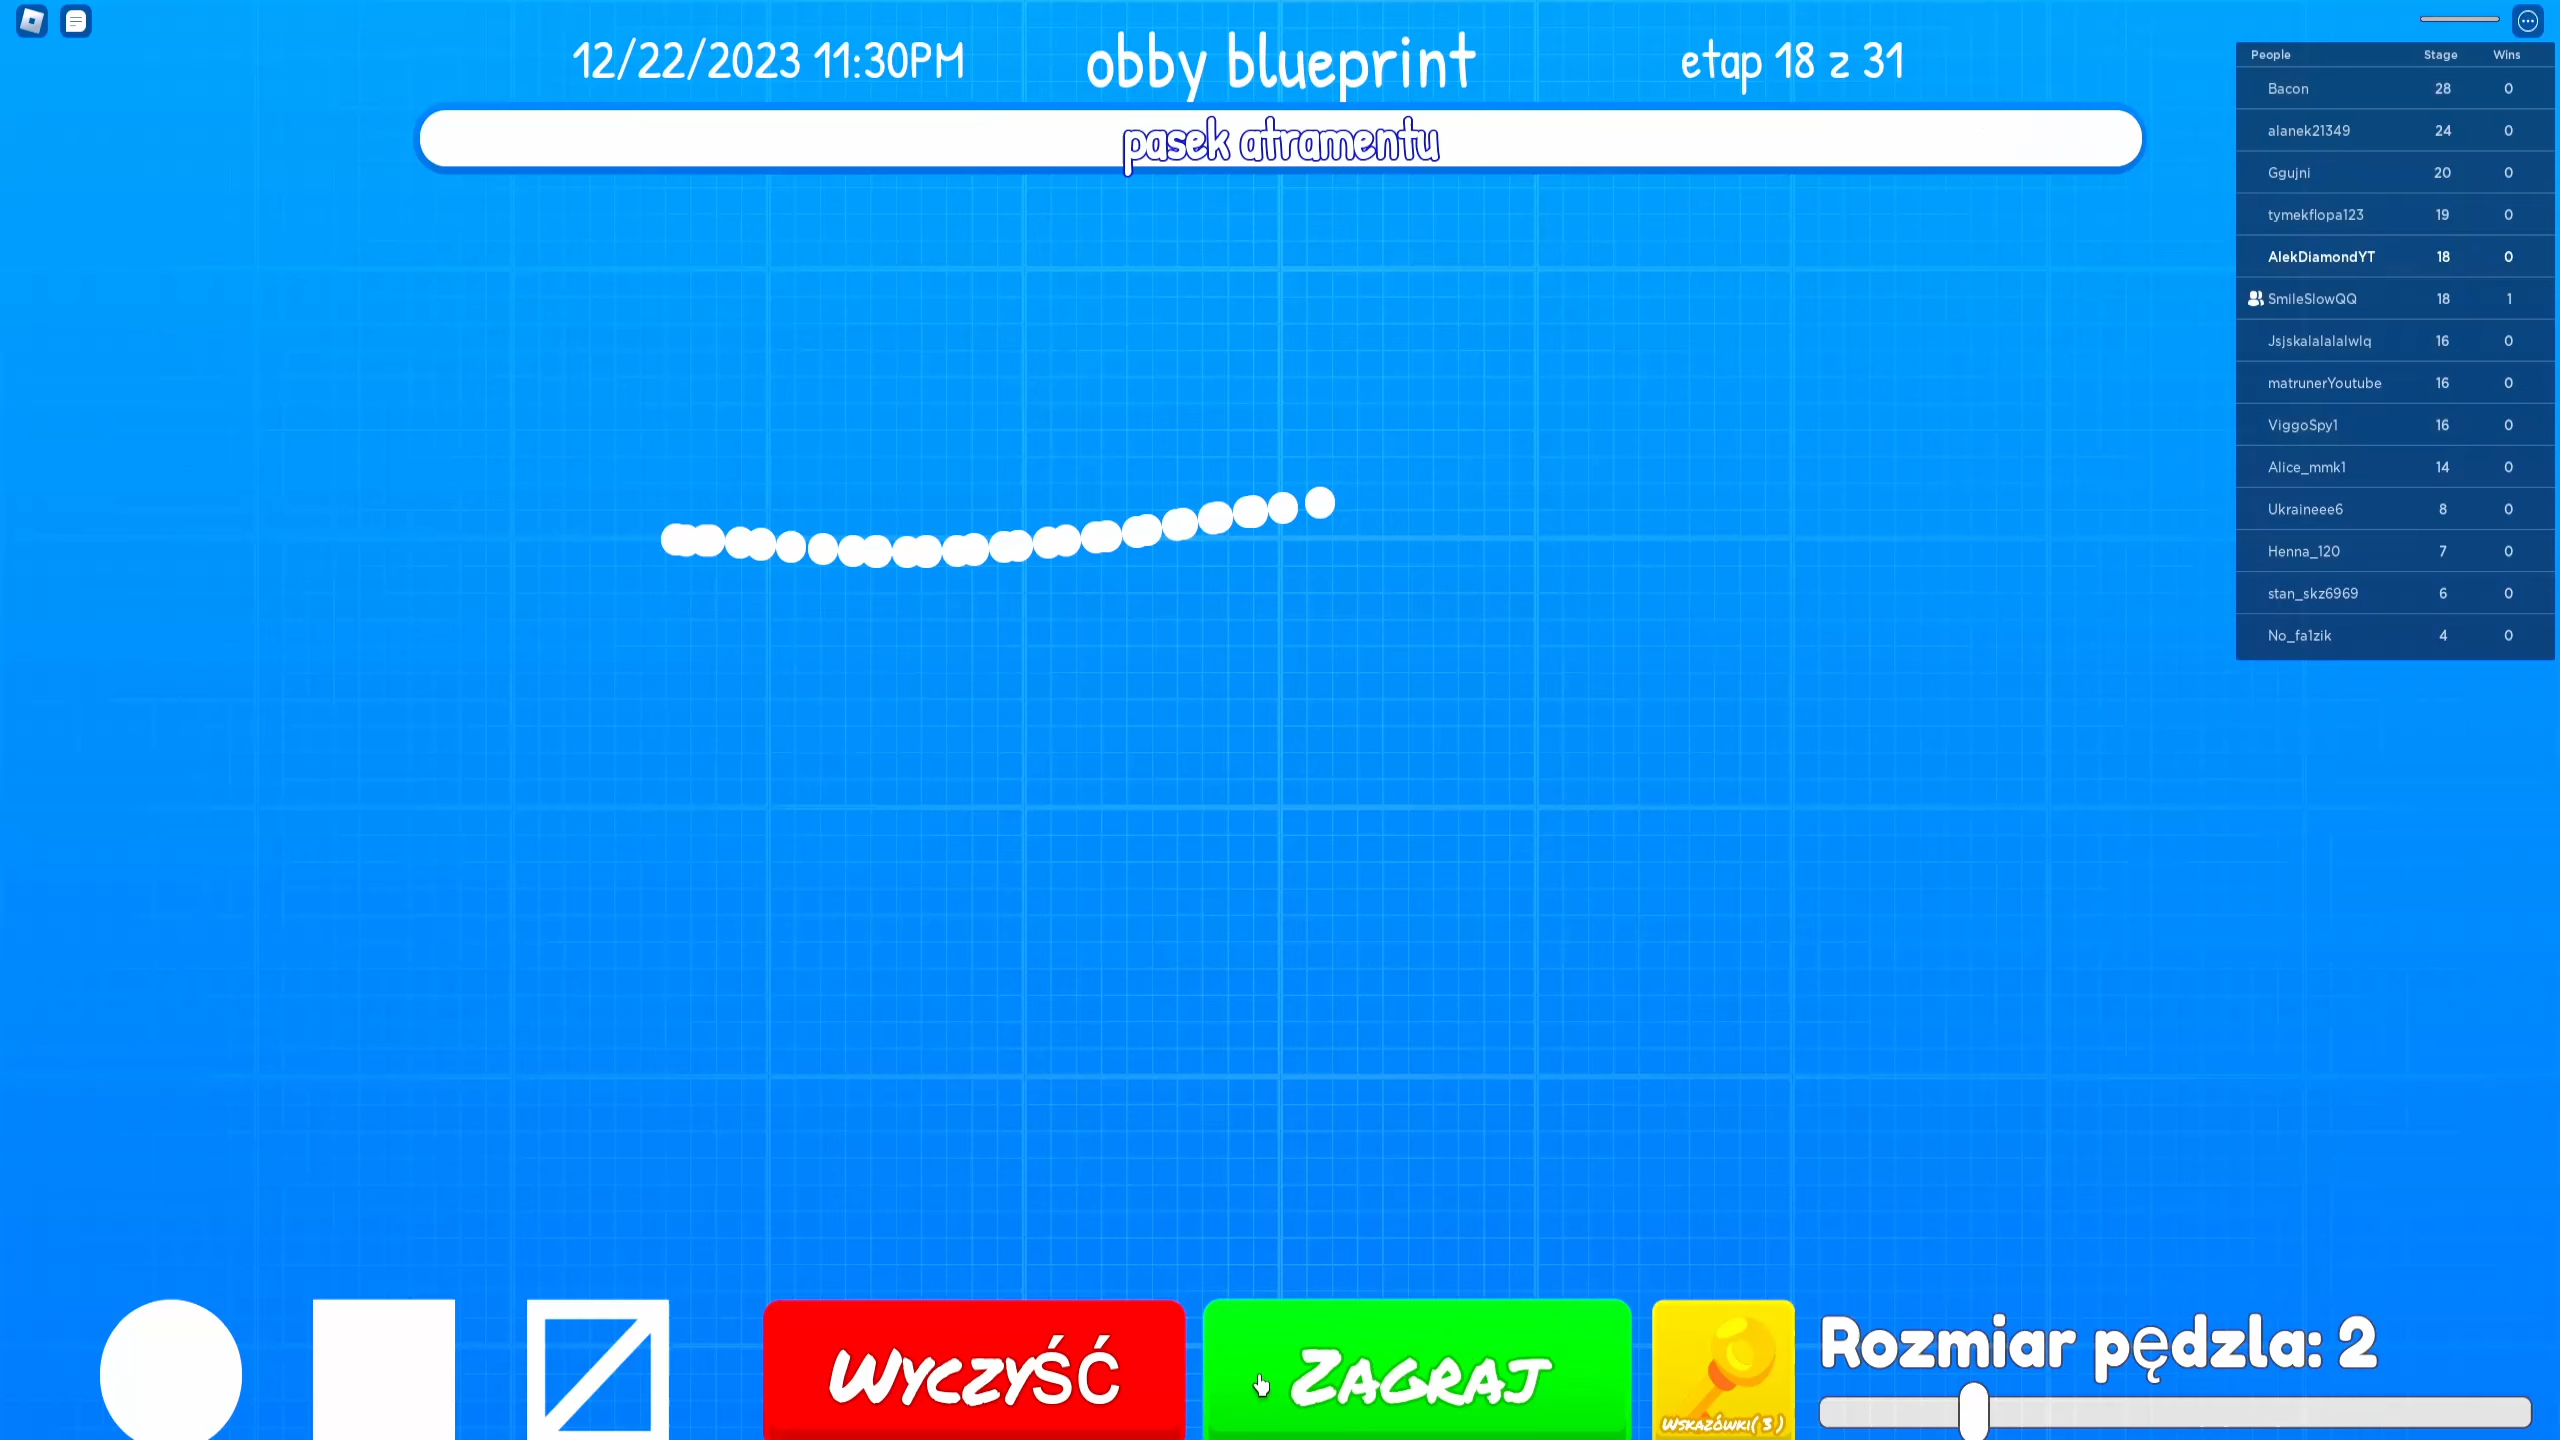 12/22/2023 11:30PM
obby blueprint
etap 18 z 31
pasek atramentu
People Stage Wins
Bacon 28 0
alanek21349 24 0
Ggujni 20 0
tymekflopa123 19 0
AlekDiamondYT 18 0
SmileSlowQQ 18 1
Jsjskalalalalwlq 16 0
matrunerYoutube 16 0
ViggoSpy1 16 0
Alice_mmk1 14 0
Ukraineee6 8 0
Henna_120 7 0
stan_skz6969 6 0
No_fa1zik 4 0
WYCZYŚĆ
ZAGRAJ
WSKAZÓWKI(3)
Rozmiar pędzla: 2